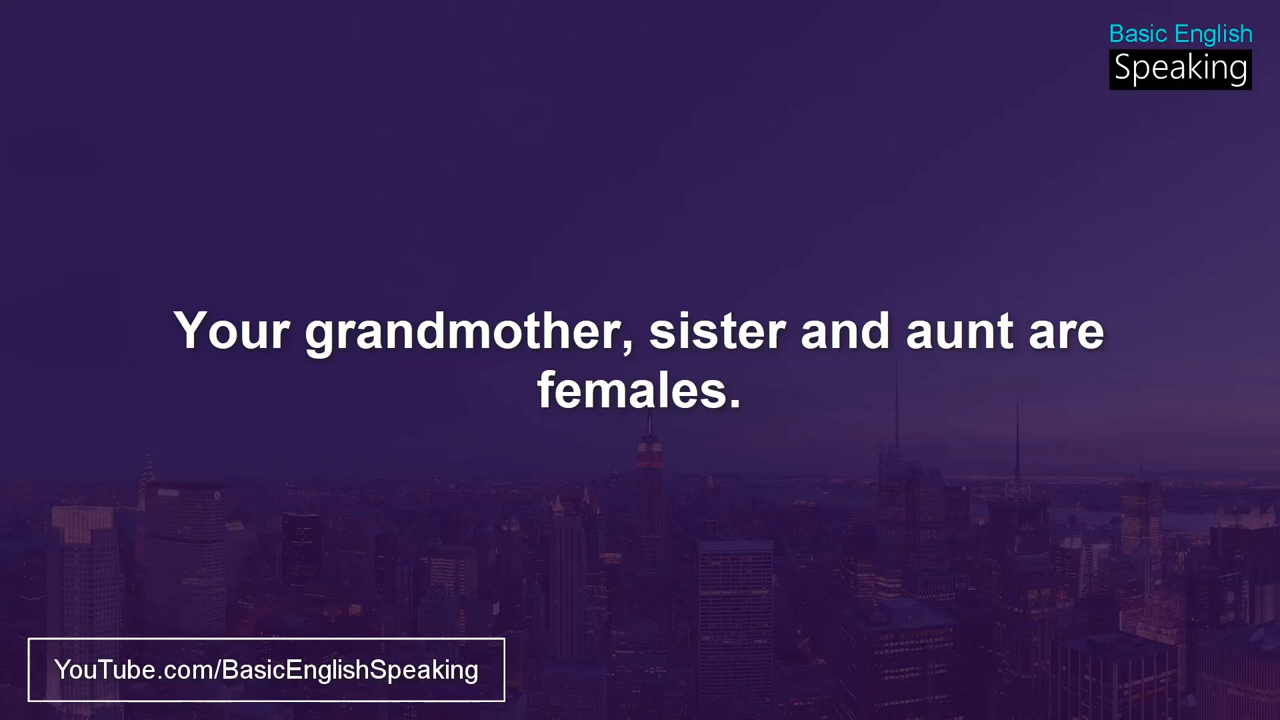 Basic English
Speaking
Your grandmother, sister and aunt are
females.
YouTube.com/BasicEnglishSpeaking